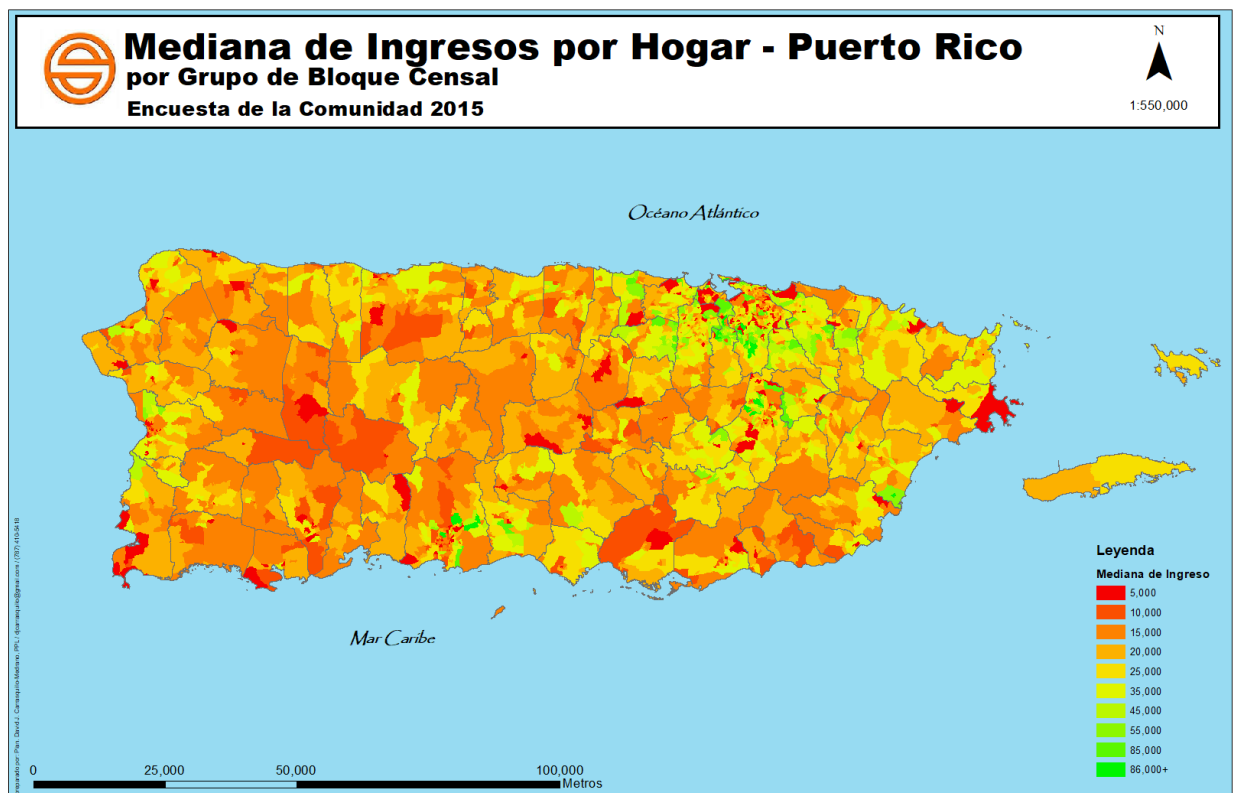 Mediana de Ingresos por Hogar - Puerto Rico
por Grupo de Bloque Censal
Encuesta de la Comunidad 2015
N
1:550,000
Océano Atlántico
Mar Caribe
Leyenda
Mediana de Ingreso
5,000
10,000
15,000
20,000
25,000
35,000
45,000
55,000
85,000
86,000+
0 25,000 50,000 100,000
Metros